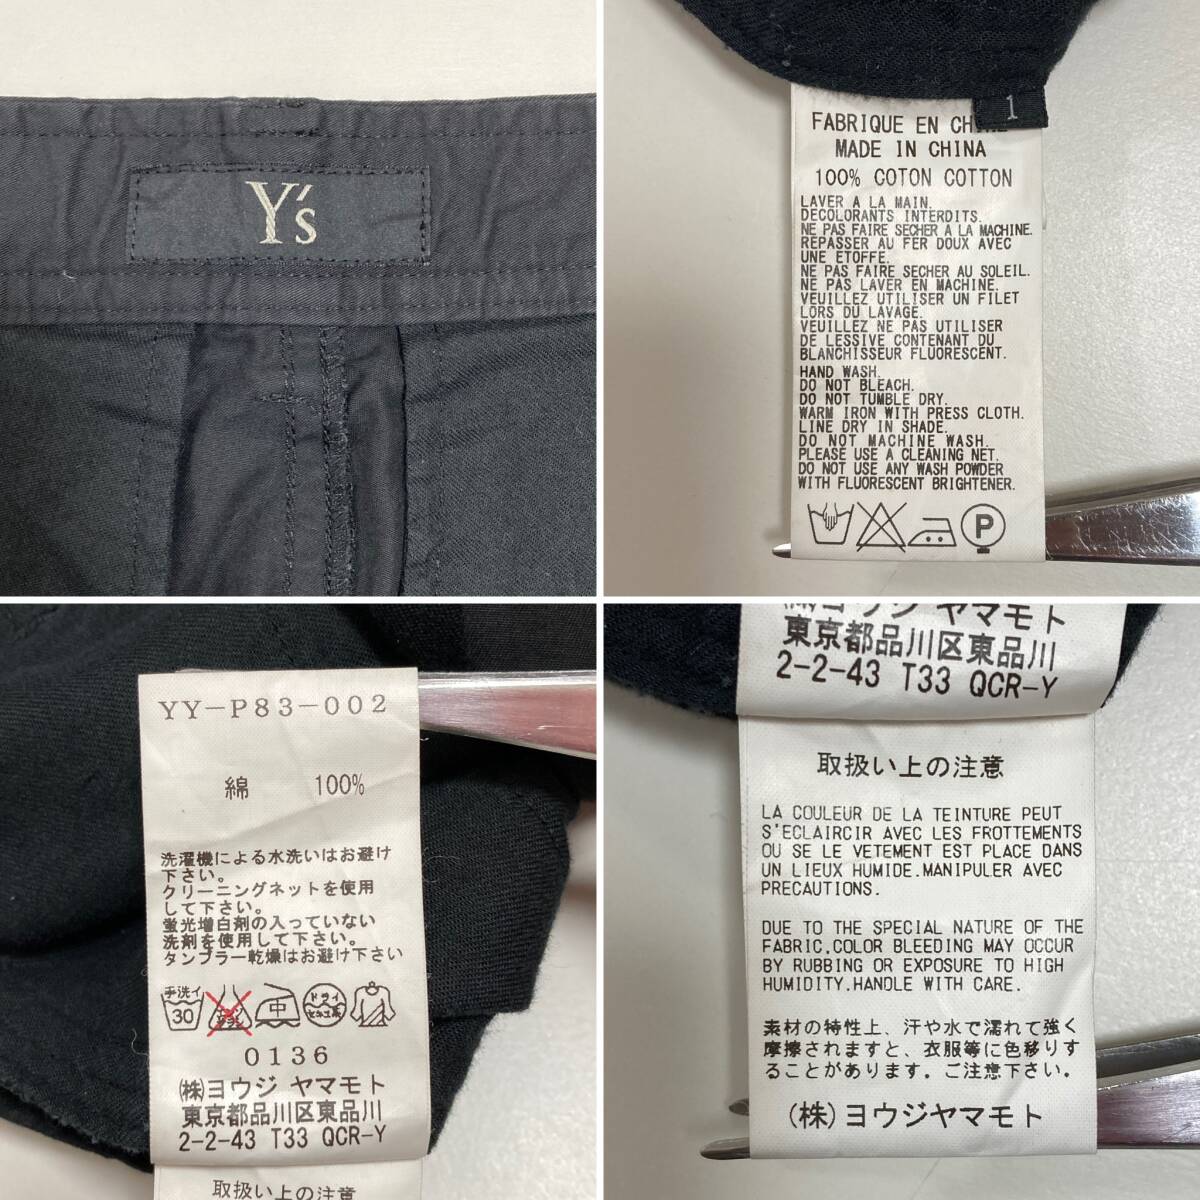 Y's
1
FABRIQUE EN
MADE IN CHINA
100% COTON COTTON
LAVER A LA MAIN.
DECOLORANTS INTERDITS.
NE PAS FAIRE SECHER A LA MACHINE.
REPASSER AU FER DOUX AVEC
UNE ETOFFE.
NE PAS FAIRE SECHER AU SOLEIL.
NE PAS LAVER EN MACHINE.
VEUILLEZ UTILISER UN FILET
LORS DU LAVAGE.
VEUILLEZ NE PAS UTILISER
DE LESSIVE CONTENANT DU
BLANCHISSEUR FLUORESCENT.
HAND WASH.
DO NOT BLEACH.
DO NOT TUMBLE DRY.
WARM IRON WITH PRESS CLOTH.
LINE DRY IN SHADE.
DO NOT MACHINE WASH.
PLEASE USE A CLEANING NET.
DO NOT USE ANY WASH POWDER
WITH FLUORESCENT BRIGHTENER.
P
YY-P83-002
綿 100%
洗濯機による水洗いはお避け
下さい。
クリーニングネットを使用
して下さい。
蛍光増白剤の入っていない
洗剤を使用して下さい。
タンブラー乾燥はお避け下さい
手洗イ 30 中 ドライ
0136
(株)ヨウジ ヤマモト
東京都品川区東品川
2-2-43 T33 QCR-Y
取扱い上の注意
(株)ヨウジ ヤマモト
東京都品川区東品川
2-2-43 T33 QCR-Y
取扱い上の注意
LA COULEUR DE LA TEINTURE PEUT
S'ECLAIRCIR AVEC LES FROTTEMENTS
OU SE LE VETEMENT EST PLACE DANS
UN LIEUX HUMIDE.MANIPULER AVEC
PRECAUTIONS.
DUE TO THE SPECIAL NATURE OF THE
FABRIC,COLOR BLEEDING MAY OCCUR
BY RUBBING OR EXPOSURE TO HIGH
HUMIDITY.HANDLE WITH CARE.
素材の特性上、汗や水で濡れて強く
摩擦されますと、衣服等に色移りす
ることがあります。ご注意下さい。
(株)ヨウジヤマモト